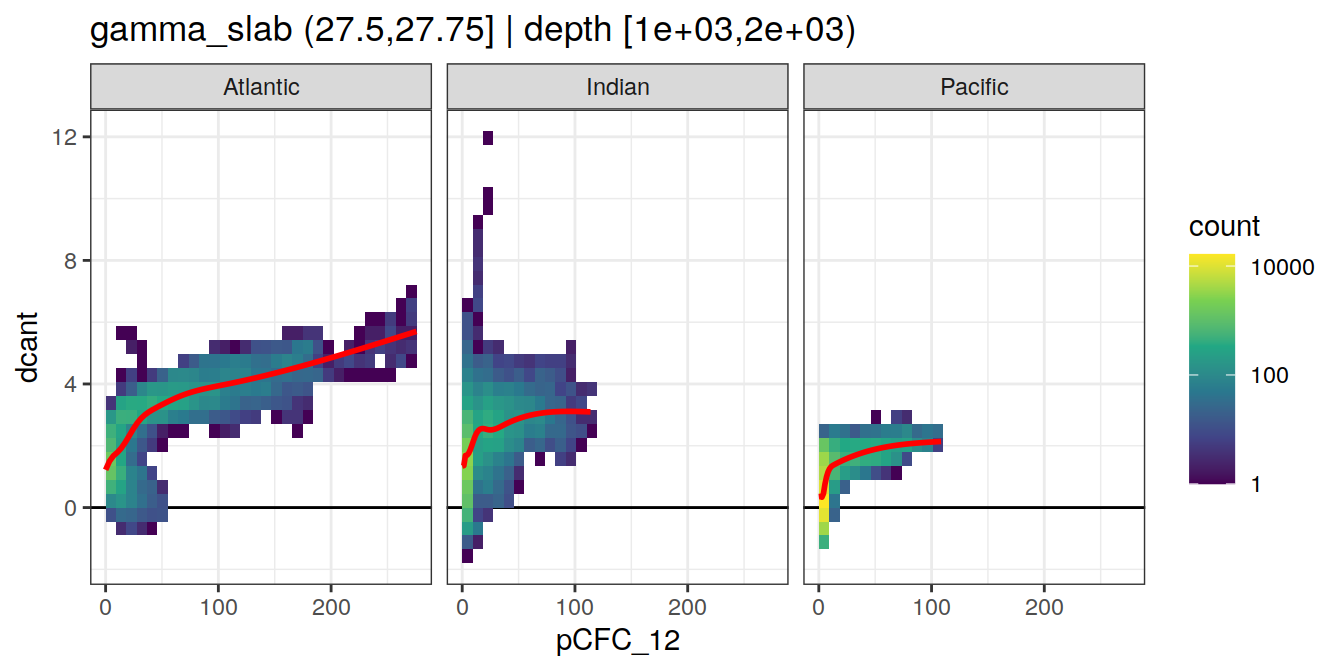 gamma_slab (27.5,27.75] | depth [1e+03,2e+03)
Atlantic Indian Pacific
12
8
4
0
dcant
0 100 200 0 100 200 0 100 200
pCFC_12
count
10000
100
1